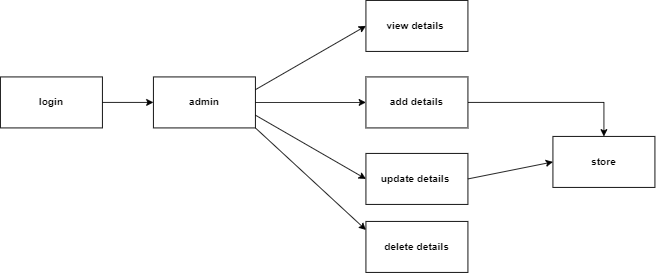 view details
login
admin
add details
store
update details
delete details